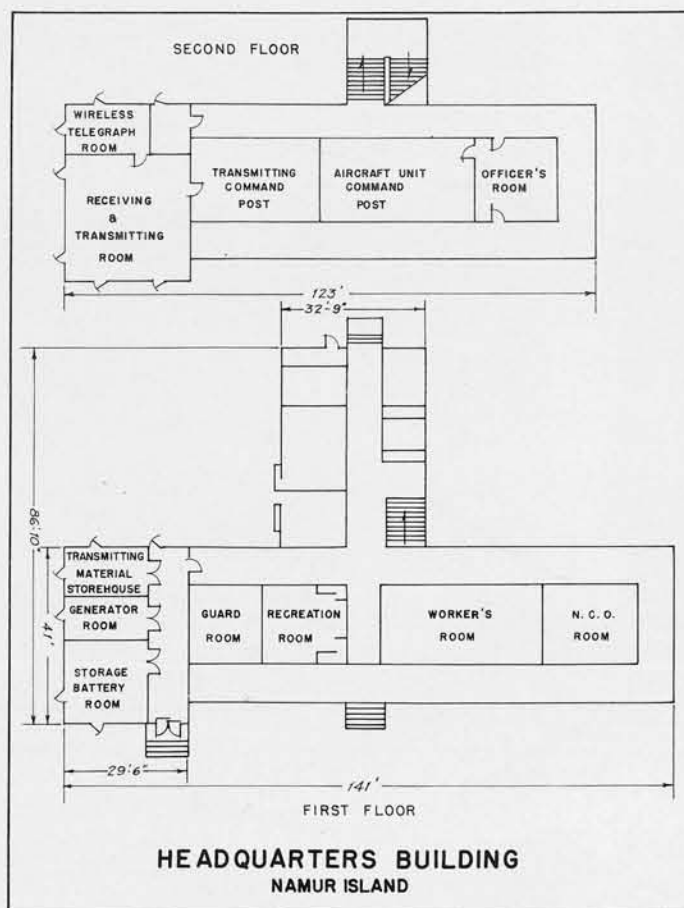 SECOND FLOOR
WIRELESS
TELEGRAPH
ROOM
RECEIVING
&
TRANSMITTING
ROOM
TRANSMITTING
COMMAND
POST
AIRCRAFT UNIT
COMMAND
POST
OFFICER'S
ROOM
123'
32'-9"
86'-10"
41'
TRANSMITTING
MATERIAL
STOREHOUSE
GENERATOR
ROOM
STORAGE
BATTERY
ROOM
GUARD
ROOM
RECREATION
ROOM
WORKER'S
ROOM
N. C. O.
ROOM
29'-6"
141'
FIRST FLOOR
HEADQUARTERS BUILDING
NAMUR ISLAND